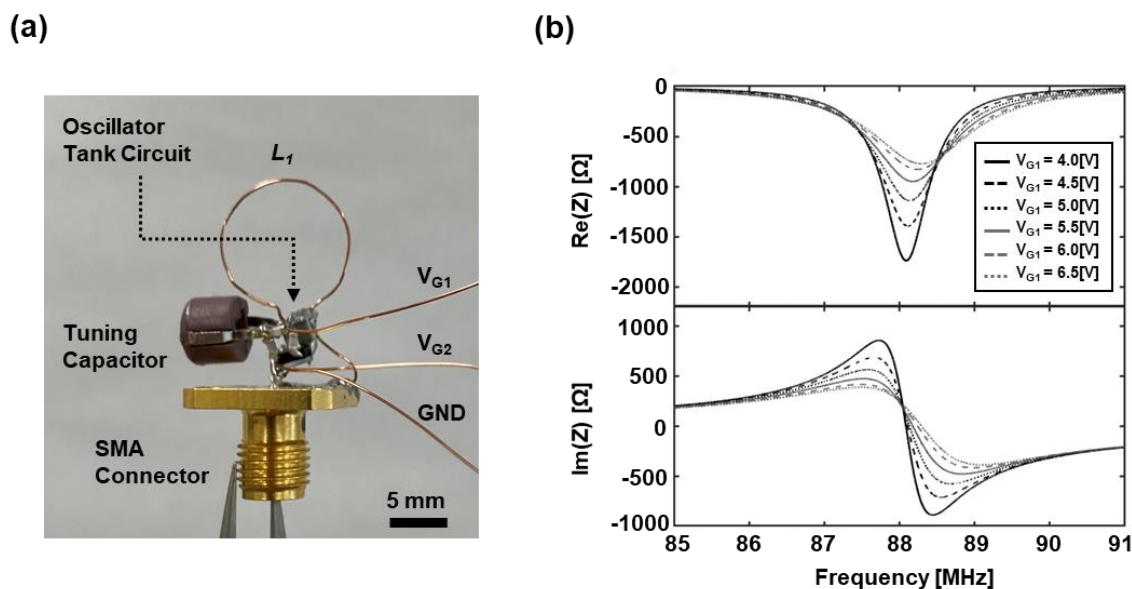 (a)
Oscillator
Tank Circuit
L1
VG1
Tuning
Capacitor
VG2
GND
SMA
Connector
5 mm
(b)
Re(Z) [Ω]
0
-500
-1000
-1500
-2000
VG1 = 4.0[V]
VG1 = 4.5[V]
VG1 = 5.0[V]
VG1 = 5.5[V]
VG1 = 6.0[V]
VG1 = 6.5[V]
Im(Z) [Ω]
1000
500
0
-500
-1000
85 86 87 88 89 90 91
Frequency [MHz]